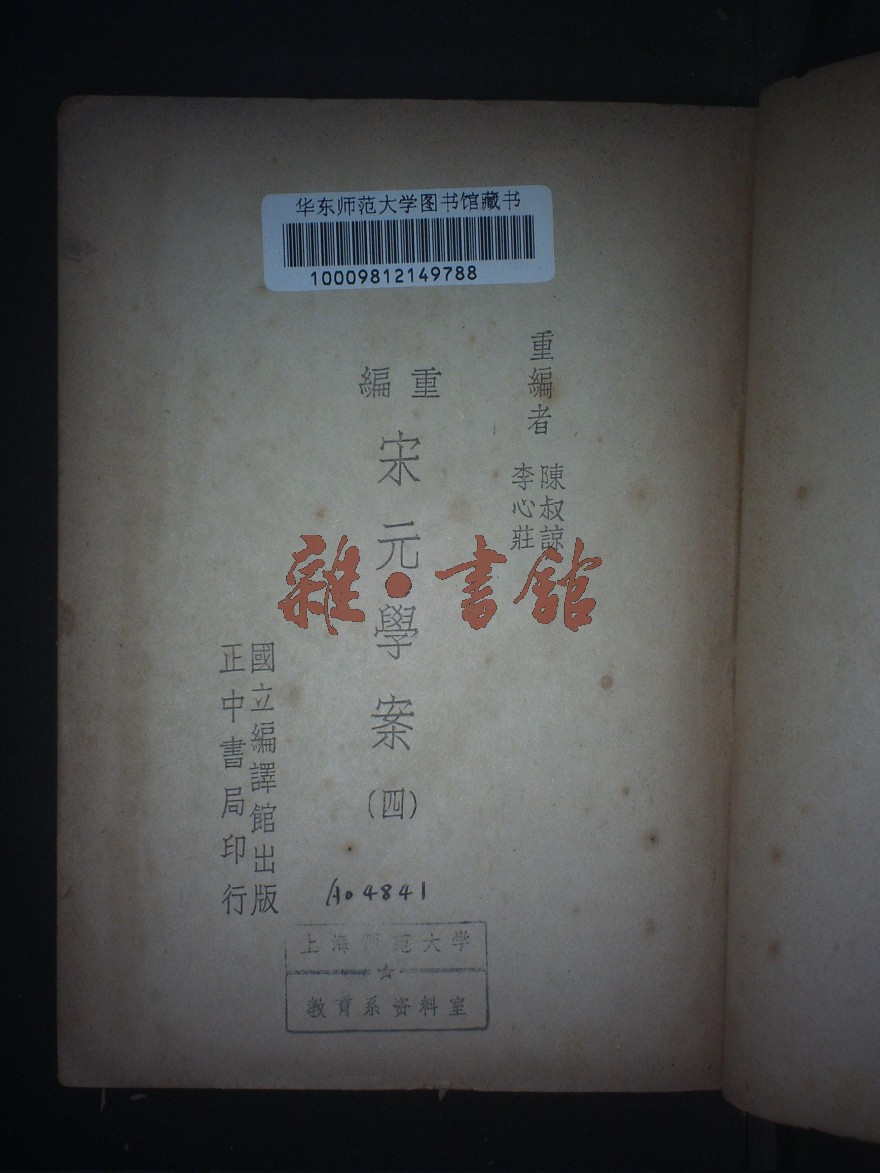 华东师范大学图书馆藏书
10009812149788
重編者
陳叔諒
李心莊
重編
宋元學案
(四)
雜·書館
國立編譯館出版
正中書局印行
A04841
上海师范大学
☆
教育系资料室